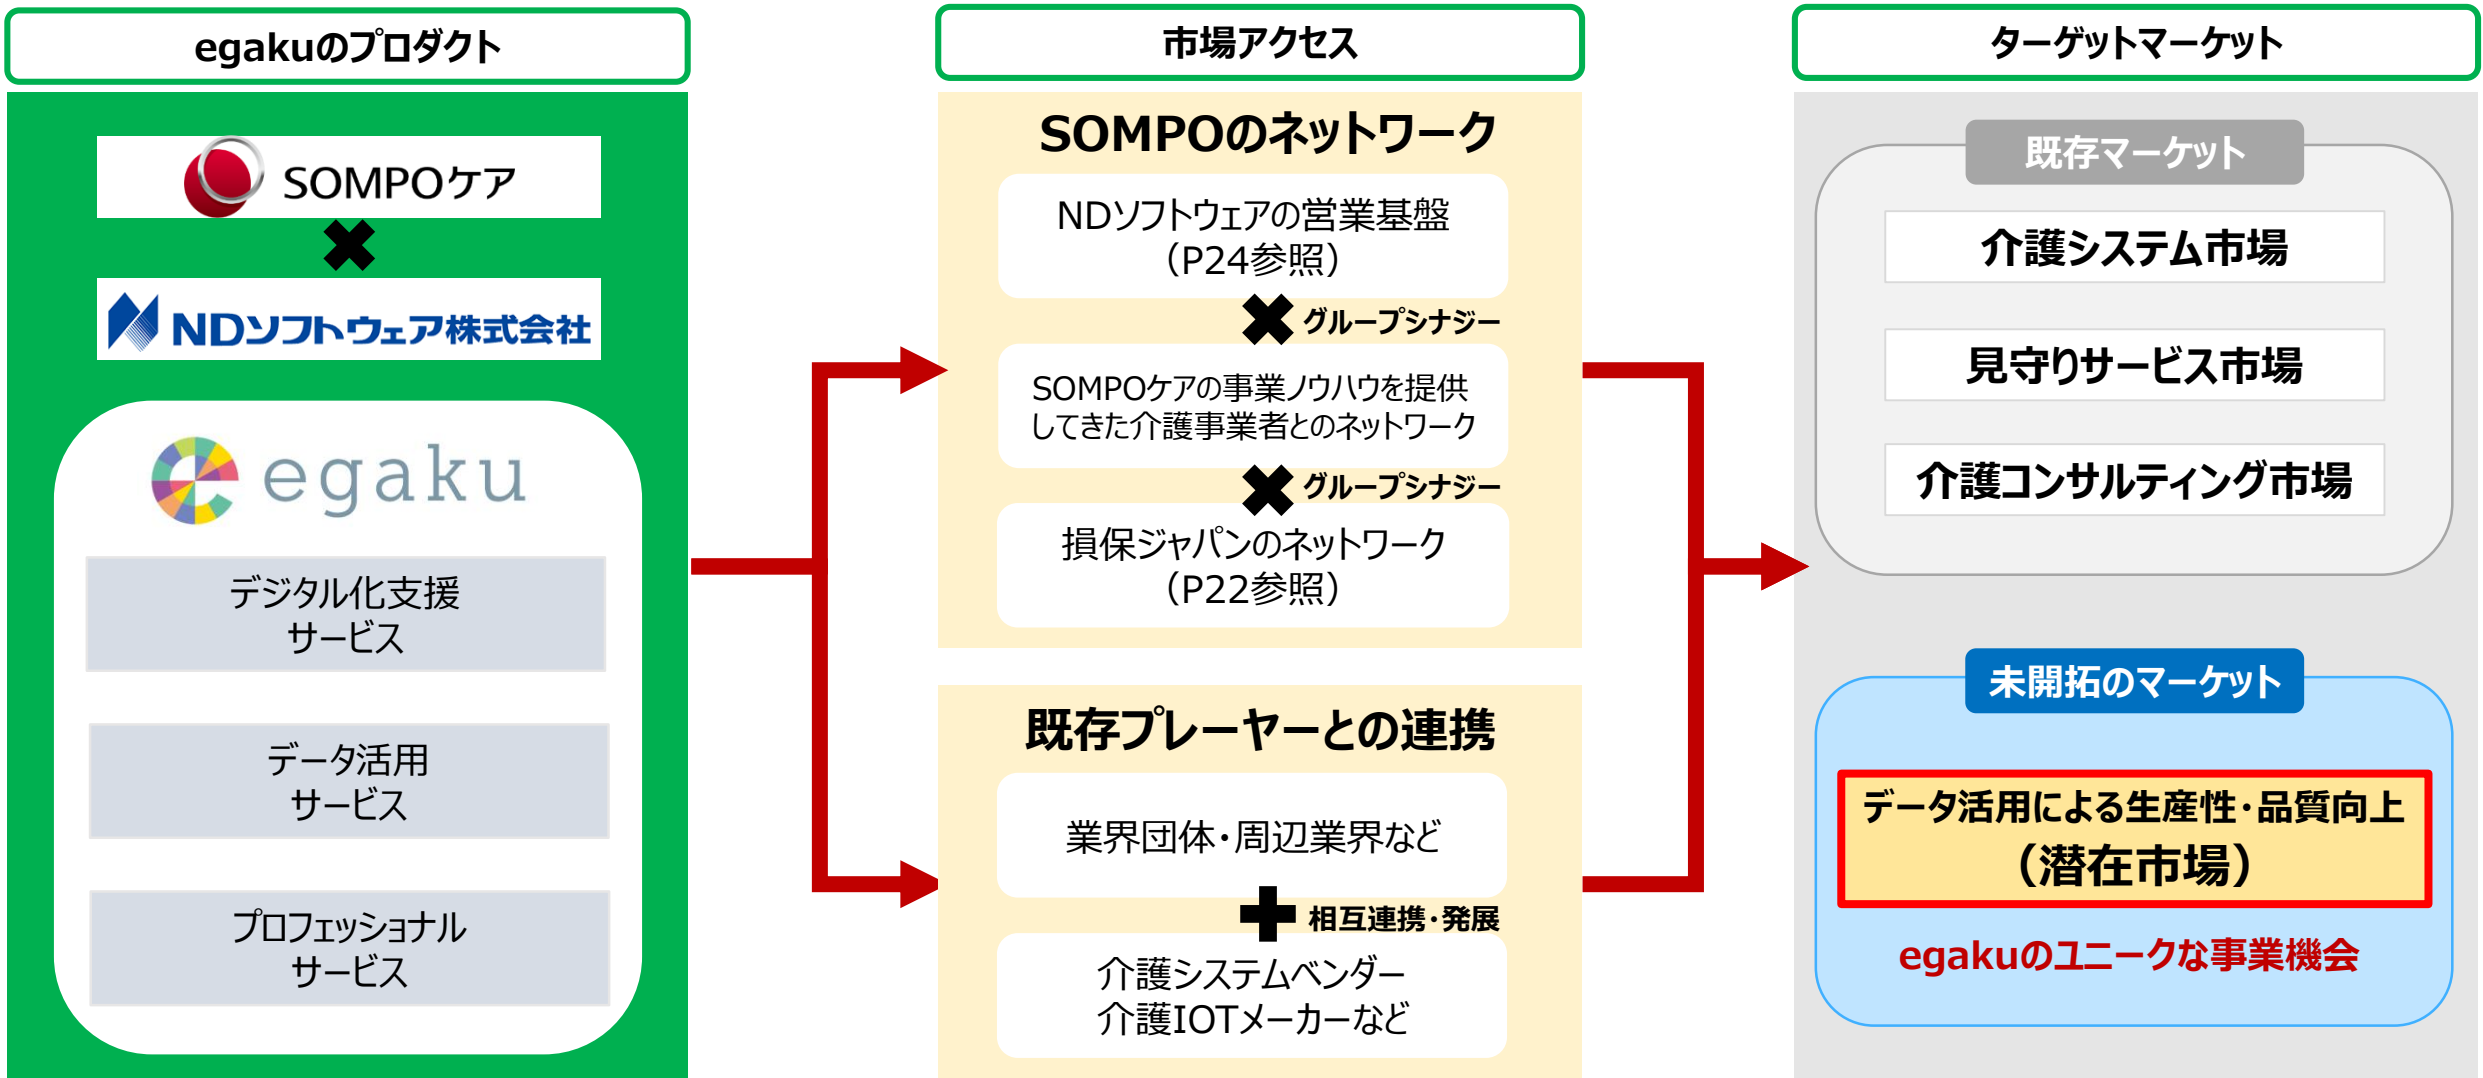 egakuのプロダクト
SOMPOケア
NDソフトウェア株式会社
egaku
デジタル化支援
サービス
データ活用
サービス
プロフェッショナル
サービス
市場アクセス
SOMPOのネットワーク
NDソフトウェアの営業基盤
（P24参照）
グループシナジー
SOMPOケアの事業ノウハウを提供
してきた介護事業者とのネットワーク
グループシナジー
損保ジャパンのネットワーク
（P22参照）
既存プレーヤーとの連携
業界団体・周辺業界など
相互連携・発展
介護システムベンダー
介護IOTメーカーなど
ターゲットマーケット
既存マーケット
介護システム市場
見守りサービス市場
介護コンサルティング市場
未開拓のマーケット
データ活用による生産性・品質向上
（潜在市場）
egakuのユニークな事業機会